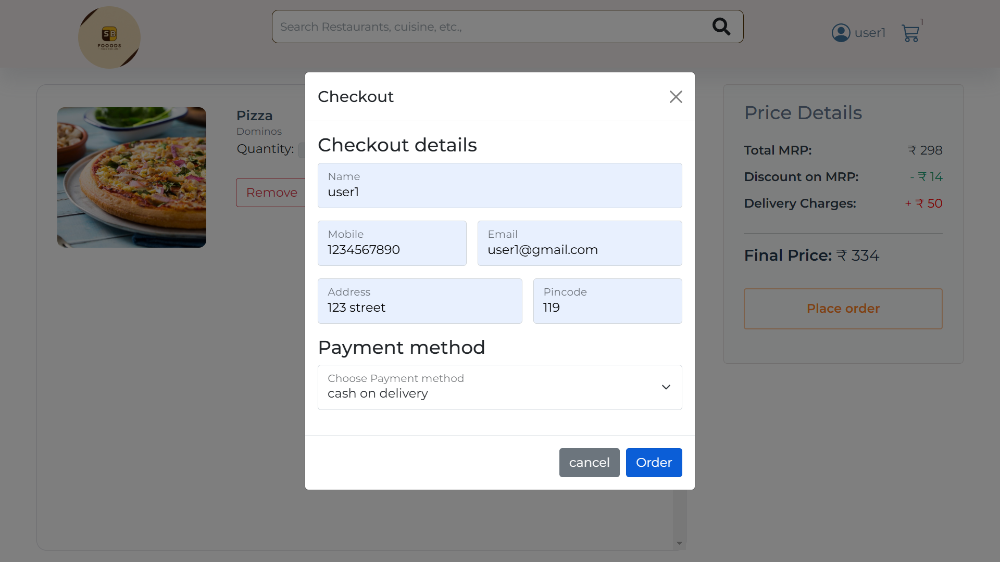 SB
FOOODS
Search Restaurants, cuisine, etc.,
user1
1
Pizza
Dominos
Quantity:
Remove
Checkout
Checkout details
Name
user1
Mobile
1234567890
Email
user1@gmail.com
Address
123 street
Pincode
119
Payment method
Choose Payment method
cash on delivery
cancel
Order
Price Details
Total MRP: ₹ 298
Discount on MRP: - ₹ 14
Delivery Charges: + ₹ 50
Final Price: ₹ 334
Place order